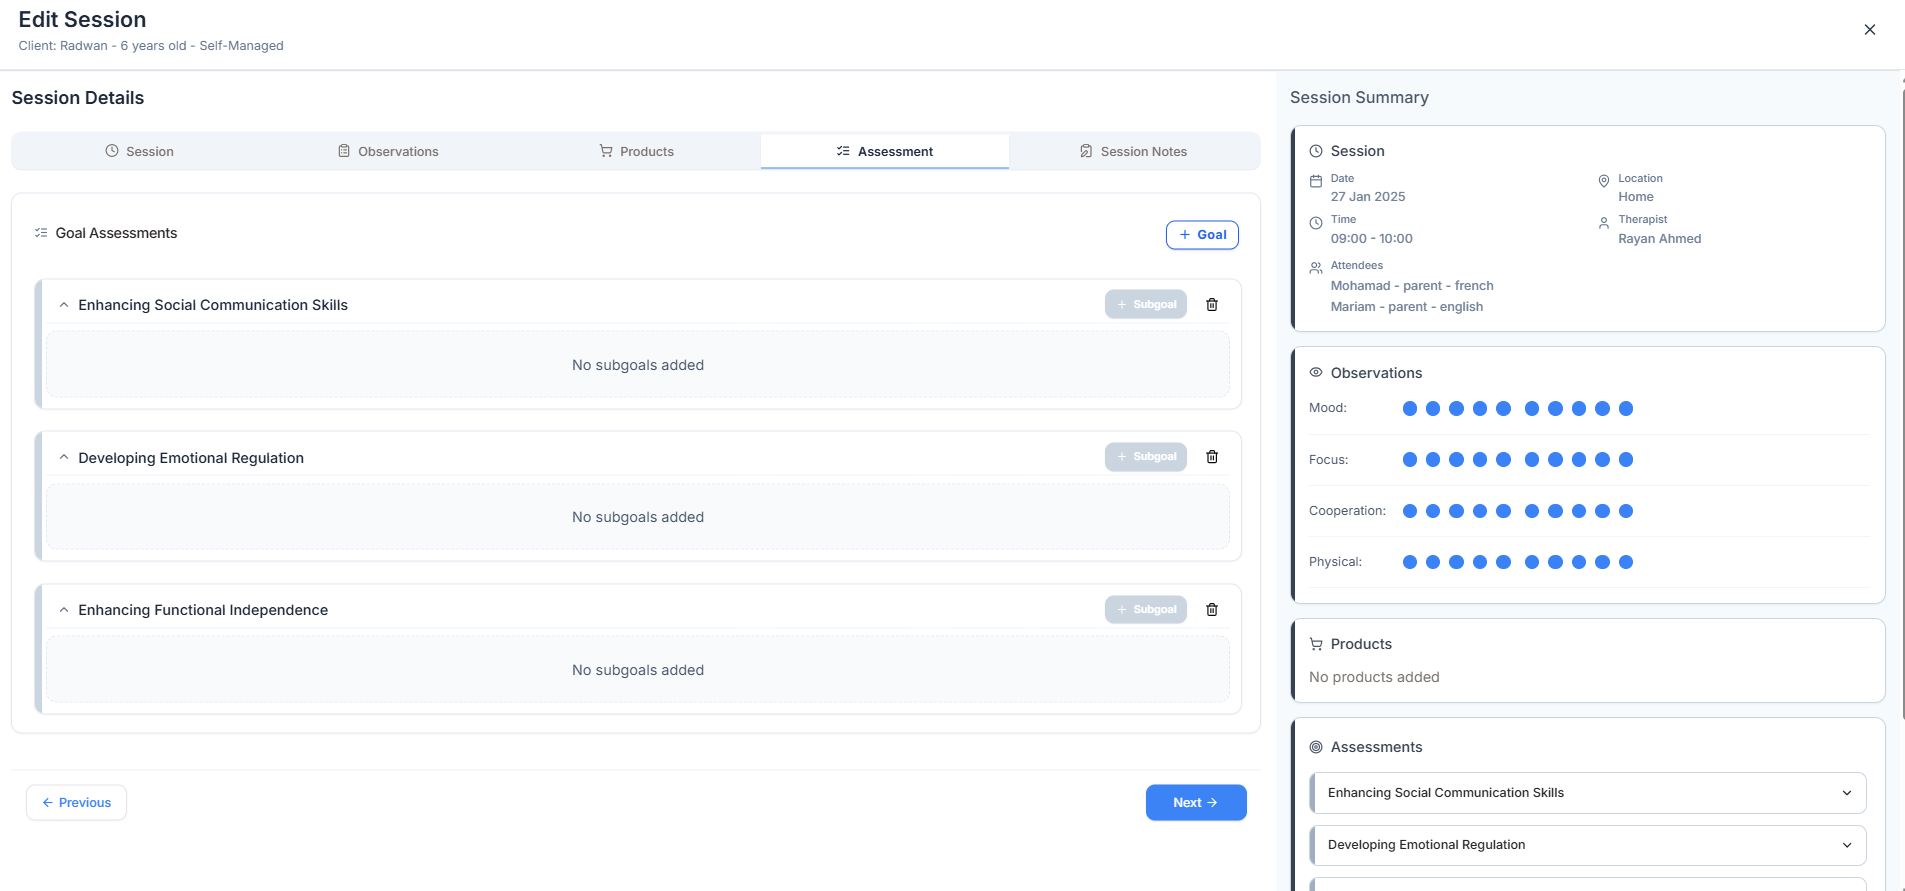 Edit Session
Client: Radwan - 6 years old - Self-Managed
Session Details
Session
Observations
Products
Assessment
Session Notes
Goal Assessments
+ Goal
Enhancing Social Communication Skills
+ Subgoal
No subgoals added
Developing Emotional Regulation
+ Subgoal
No subgoals added
Enhancing Functional Independence
+ Subgoal
No subgoals added
← Previous
Next →
Session Summary
Session
Date
27 Jan 2025
Location
Home
Time
09:00 - 10:00
Therapist
Rayan Ahmed
Attendees
Mohamad - parent - french
Mariam - parent - english
Observations
Mood:
Focus:
Cooperation:
Physical:
Products
No products added
Assessments
Enhancing Social Communication Skills
Developing Emotional Regulation